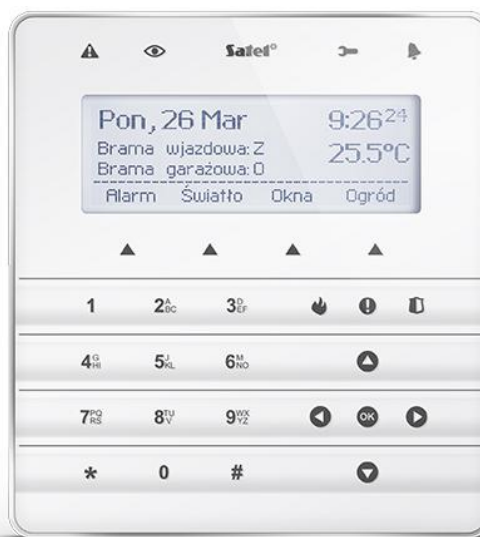 Satel®
Pon, 26 Mar 9:26 24
Brama wjazdowa: Z 25.5°C
Brama garażowa: O
Alarm Światło Okna Ogród
1 2 ABC 3 DEF
4 GHI 5 JKL 6 MNO
7 PQRS 8 TUV 9 WXYZ OK
* 0 #